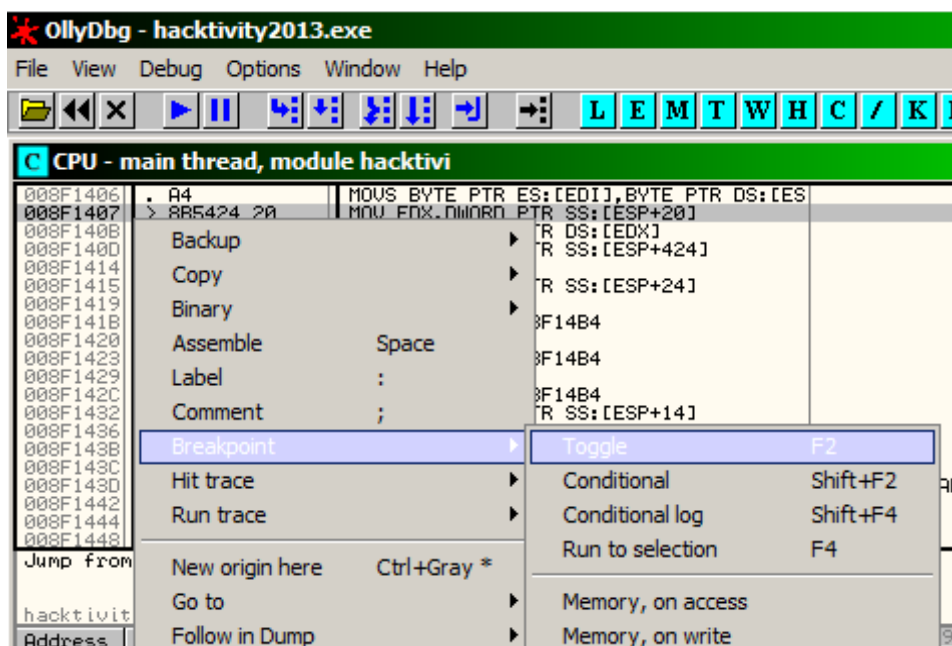 OllyDbg - hacktivity2013.exe
File View Debug Options Window Help
L E M T W H C / K
C CPU - main thread, module hacktivi
008F1406 . A4 MOVS BYTE PTR ES:[EDI],BYTE PTR DS:[ES
008F1407 > 8B5424 20 MOV EDX,DWORD PTR SS:[ESP+20]
008F140B TR DS:[EDX]
008F140D TR SS:[ESP+424]
008F1414
008F1415 TR SS:[ESP+24]
008F1419
008F141B 8F14B4
008F1420
008F1423 8F14B4
008F1429
008F142C 8F14B4
008F1432 TR SS:[ESP+14]
008F1436
008F143B
008F143C
008F143D
008F1442
008F1444
008F1448
Backup
Copy
Binary
Assemble Space
Label :
Comment ;
Breakpoint
Hit trace
Run trace
New origin here Ctrl+Gray *
Go to
Follow in Dump
Toggle F2
Conditional Shift+F2
Conditional log Shift+F4
Run to selection F4
Memory, on access
Memory, on write
Jump from
hacktivit
Address